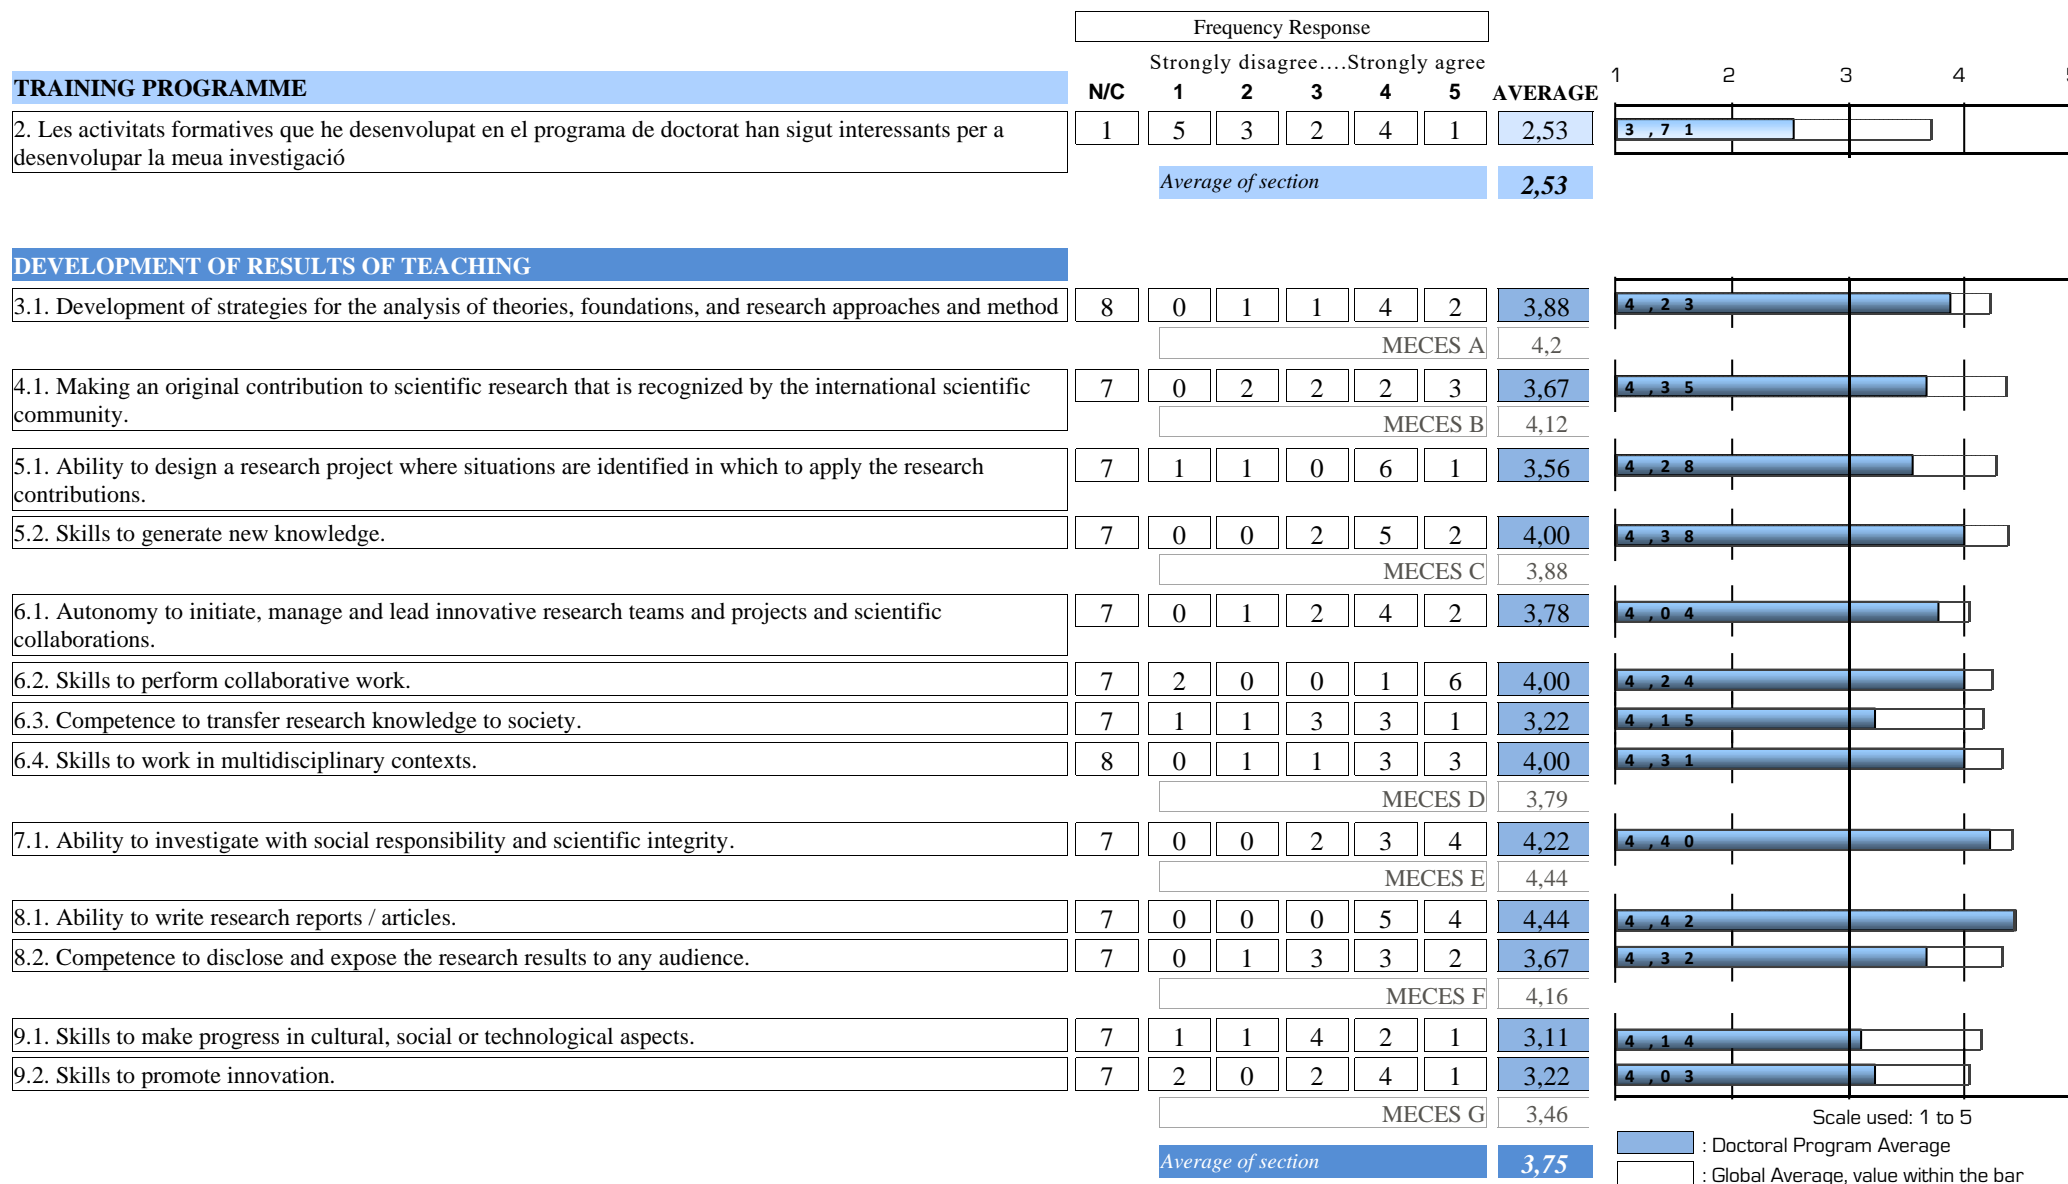 Frequency Response
Strongly disagree....Strongly agree
TRAINING PROGRAMME N/C 1 2 3 4 5 AVERAGE 1 2 3 4
2. Les activitats formatives que he desenvolupat en el programa de doctorat han sigut interessants per a 1 5 3 2 4 1 2,53 3,71
desenvolupar la meua investigació
Average of section 2,53
DEVELOPMENT OF RESULTS OF TEACHING
3.1. Development of strategies for the analysis of theories, foundations, and research approaches and method 8 0 1 1 4 2 3,88 4,23
MECES A 4,2
4.1. Making an original contribution to scientific research that is recognized by the international scientific 7 0 2 2 2 3 3,67 4,35
community.
MECES B 4,12
5.1. Ability to design a research project where situations are identified in which to apply the research 7 1 1 0 6 1 3,56 4,28
contributions.
5.2. Skills to generate new knowledge. 7 0 0 2 5 2 4,00 4,38
MECES C 3,88
6.1. Autonomy to initiate, manage and lead innovative research teams and projects and scientific 7 0 1 2 4 2 3,78 4,04
collaborations.
6.2. Skills to perform collaborative work. 7 2 0 0 1 6 4,00 4,24
6.3. Competence to transfer research knowledge to society. 7 1 1 3 3 1 3,22 4,15
6.4. Skills to work in multidisciplinary contexts. 8 0 1 1 3 3 4,00 4,31
MECES D 3,79
7.1. Ability to investigate with social responsibility and scientific integrity. 7 0 0 2 3 4 4,22 4,40
MECES E 4,44
8.1. Ability to write research reports / articles. 7 0 0 0 5 4 4,44 4,42
8.2. Competence to disclose and expose the research results to any audience. 7 0 1 3 3 2 3,67 4,32
MECES F 4,16
9.1. Skills to make progress in cultural, social or technological aspects. 7 1 1 4 2 1 3,11 4,14
9.2. Skills to promote innovation. 7 2 0 2 4 1 3,22 4,03
MECES G 3,46
Scale used: 1 to 5
Average of section 3,75
: Doctoral Program Average
: Global Average, value within the bar